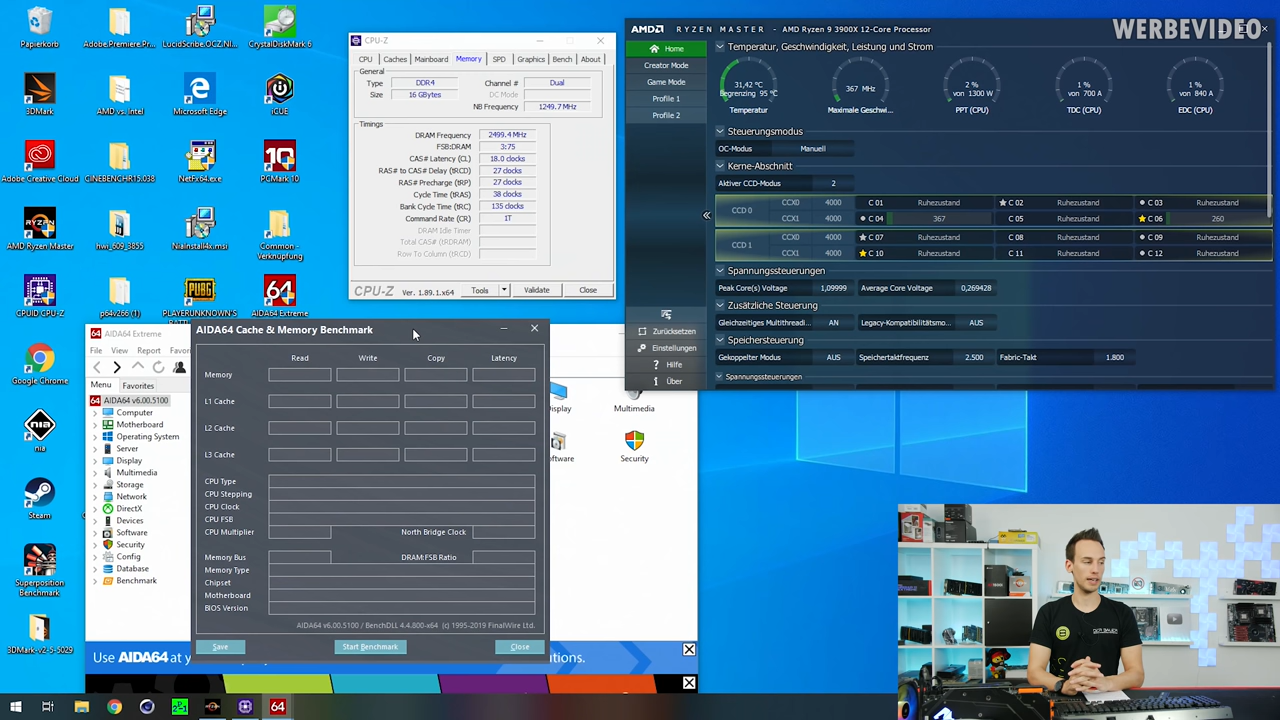 WERBEVIDEO
Papierkorb
Adobe.Premiere.Pr...
LucidScribe.OCZ.NI...
CrystalDiskMark 6
3DMark
AMD vs. Intel
Microsoft Edge
iCUE
Adobe Creative Cloud
CINEBENCHR15.038
NetFx64.exe
PCMark 10
AMD Ryzen Master
hwi_609_3855
Common -
Verknüpfung
CPUID CPU-Z
p64v266 (1)
PLAYERUNKNOWN'S
AIDA64 Extreme
Google Chrome
nia
Steam
Superposition
Benchmark
3DMark-v2-5-5029
CPU-Z
CPU
Caches
Mainboard
Memory
SPD
Graphics
Bench
About
General
Type
DDR4
Channel #
Dual
Size
16 GBytes
DC Mode
NB Frequency
1249.7 MHz
Timings
DRAM Frequency
2499.4 MHz
FSB:DRAM
3:75
CAS# Latency (CL)
18.0 clocks
RAS# to CAS# Delay (tRCD)
27 clocks
RAS# Precharge (tRP)
27 clocks
Cycle Time (tRAS)
38 clocks
Bank Cycle Time (tRC)
135 clocks
Command Rate (CR)
1T
DRAM Idle Timer
Total CAS# (tRDRAM)
Row To Column (tRCD)
CPU-Z
Ver. 1.89.1.x64
Tools
Validate
Close
AMD RYZEN MASTER - AMD Ryzen 9 3900X 12-Core Processor
Home
Creator Mode
Game Mode
Profile 1
Profile 2
Zurücksetzen
Einstellungen
Hilfe
Über
Temperatur, Geschwindigkeit, Leistung und Strom
31,42 °C
Begrenzing 95 °C
Temperatur
367 MHz
Maximale Geschwi...
2 %
von 1300 W
PPT (CPU)
1 %
von 700 A
TDC (CPU)
1 %
von 840 A
EDC (CPU)
Steuerungsmodus
OC-Modus
Manuell
Kerne-Abschnitt
Aktiver CCD-Modus
2
CCD 0
CCX0
4000
C 01
Ruhezustand
C 02
Ruhezustand
C 03
Ruhezustand
CCX1
4000
C 04
367
C 05
Ruhezustand
C 06
260
CCD 1
CCX0
4000
C 07
Ruhezustand
C 08
Ruhezustand
C 09
Ruhezustand
CCX1
4000
C 10
Ruhezustand
C 11
Ruhezustand
C 12
Ruhezustand
Spannungssteuerungen
Peak Core(s) Voltage
1,09999
Average Core Voltage
0,269428
Zusätzliche Steuerung
Gleichzeitiges Multithreadi...
AN
Legacy-Kompatibilitätsmo...
AUS
Speichersteuerung
Gekoppelter Modus
AUS
Speichertaktfrequenz
2.500
Fabric-Takt
1.800
Spannungssteuerungen
AIDA64 Extreme
File
View
Report
Menu
Favorites
AIDA64 v6.00.5100
Computer
Motherboard
Operating System
Server
Display
Multimedia
Storage
Network
DirectX
Devices
Software
Security
Config
Database
Benchmark
Multimedia
Security
AIDA64 Cache & Memory Benchmark
Read
Write
Copy
Latency
Memory
L1 Cache
L2 Cache
L3 Cache
CPU Type
CPU Stepping
CPU Clock
CPU FSB
CPU Multiplier
North Bridge Clock
Memory Bus
DRAM:FSB Ratio
Memory Type
Chipset
Motherboard
BIOS Version
AIDA64 v6.00.5100 / BenchDLL 4.4.800-x64 (c) 1995-2019 FinalWire Ltd.
Save
Start Benchmark
Close
Use AIDA64 at
DER BAUER